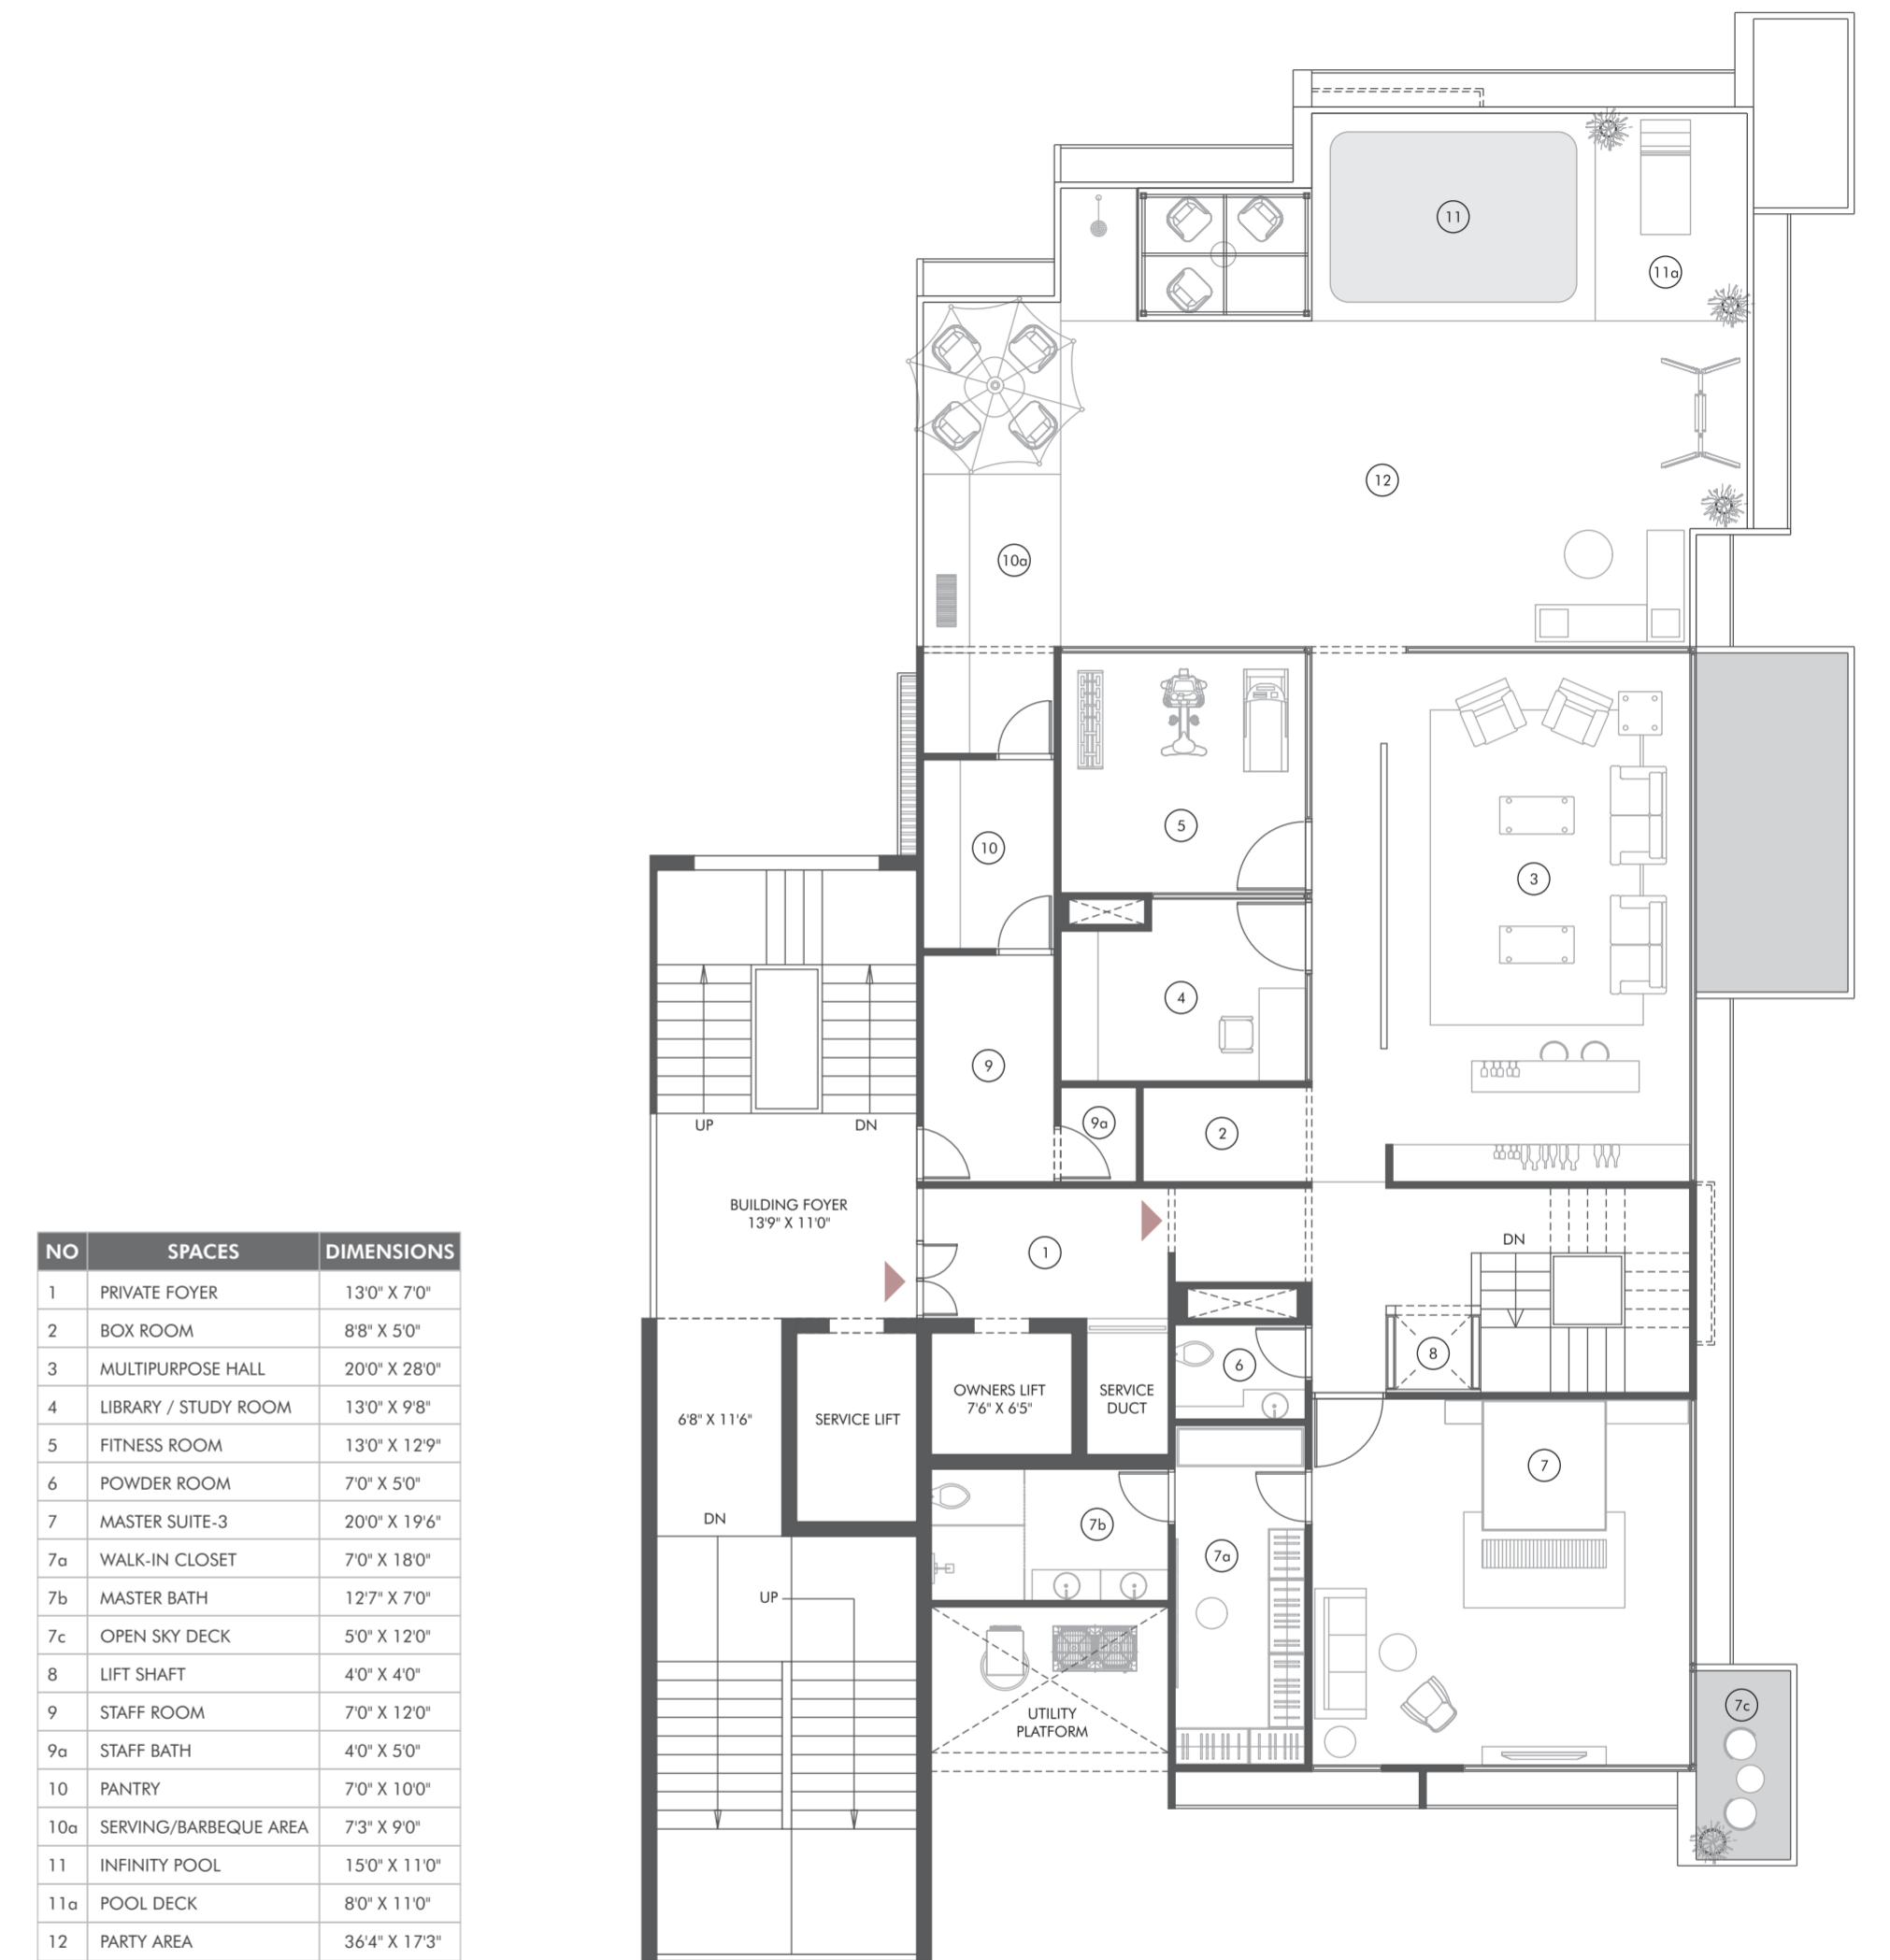 11
11a
12
10a
5
10
3
4
9
9a
2
UP
DN
BUILDING FOYER
13'9" X 11'0"
1
DN
8
6
OWNERS LIFT
7'6" X 6'5"
SERVICE
DUCT
6'8" X 11'6"
SERVICE LIFT
7
DN
7b
7a
UP
UTILITY
PLATFORM
7c
NO SPACES DIMENSIONS
1 PRIVATE FOYER 13'0" X 7'0"
2 BOX ROOM 8'8" X 5'0"
3 MULTIPURPOSE HALL 20'0" X 28'0"
4 LIBRARY / STUDY ROOM 13'0" X 9'8"
5 FITNESS ROOM 13'0" X 12'9"
6 POWDER ROOM 7'0" X 5'0"
7 MASTER SUITE-3 20'0" X 19'6"
7a WALK-IN CLOSET 7'0" X 18'0"
7b MASTER BATH 12'7" X 7'0"
7c OPEN SKY DECK 5'0" X 12'0"
8 LIFT SHAFT 4'0" X 4'0"
9 STAFF ROOM 7'0" X 12'0"
9a STAFF BATH 4'0" X 5'0"
10 PANTRY 7'0" X 10'0"
10a SERVING/BARBEQUE AREA 7'3" X 9'0"
11 INFINITY POOL 15'0" X 11'0"
11a POOL DECK 8'0" X 11'0"
12 PARTY AREA 36'4" X 17'3"